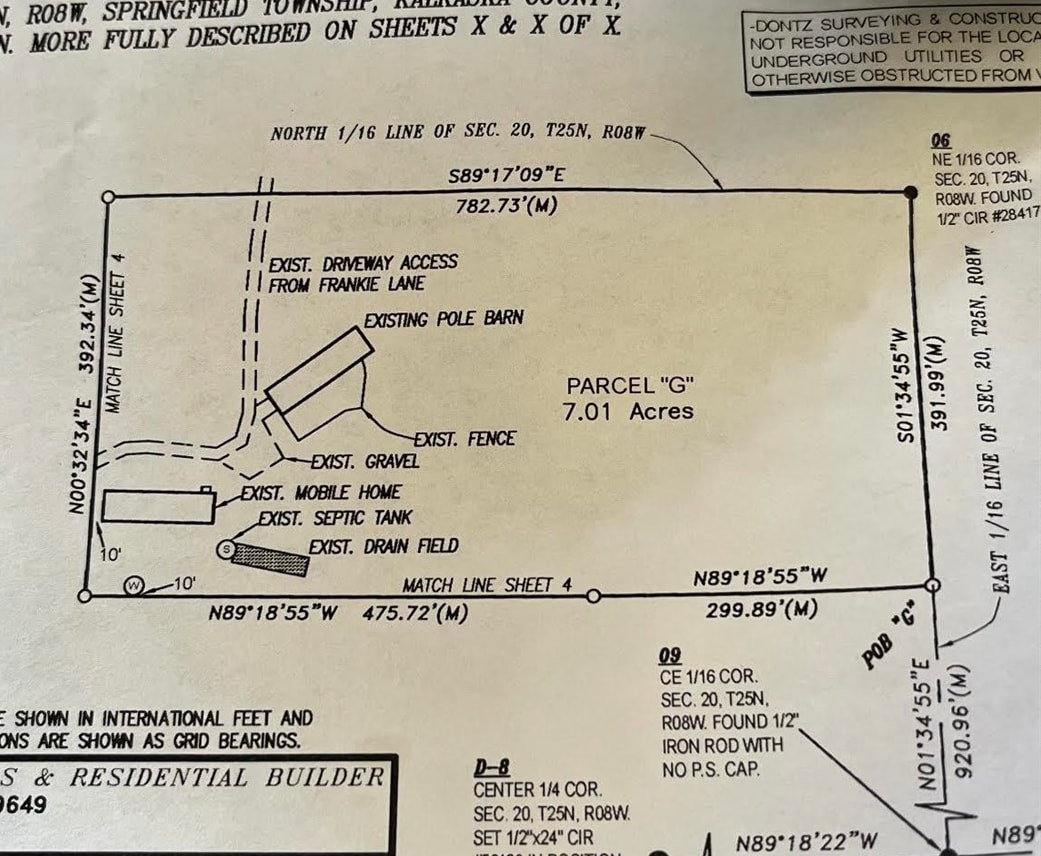 N, R08W, SPRINGFIELD TOWNSHIP, KALKASKA COUNTY,
N. MORE FULLY DESCRIBED ON SHEETS X & X OF X.
-DONTZ SURVEYING & CONSTRUC
NOT RESPONSIBLE FOR THE LOCA
UNDERGROUND UTILITIES OR
OTHERWISE OBSTRUCTED FROM V
NORTH 1/16 LINE OF SEC. 20, T25N, R08W
06
NE 1/16 COR.
SEC. 20, T25N,
R08W. FOUND
1/2" CIR #28417
S89°17'09"E
782.73'(M)
N00°32'34"E 392.34'(M)
MATCH LINE SHEET 4
EXIST. DRIVEWAY ACCESS
FROM FRANKIE LANE
EXISTING POLE BARN
PARCEL "G"
7.01 Acres
S01°34'55"W
391.99'(M)
EAST 1/16 LINE OF SEC. 20, T25N, R08W
EXIST. FENCE
EXIST. GRAVEL
EXIST. MOBILE HOME
EXIST. SEPTIC TANK
S
EXIST. DRAIN FIELD
10'
W
10'
MATCH LINE SHEET 4
N89°18'55"W 475.72'(M)
N89°18'55"W
299.89'(M)
POB "G"
N01°34'55"E
920.96'(M)
09
CE 1/16 COR.
SEC. 20, T25N,
R08W. FOUND 1/2"
IRON ROD WITH
NO P.S. CAP.
E SHOWN IN INTERNATIONAL FEET AND
ONS ARE SHOWN AS GRID BEARINGS.
S & RESIDENTIAL BUILDER
9649
D-8
CENTER 1/4 COR.
SEC. 20, T25N, R08W.
SET 1/2"x24" CIR
N89°18'22"W
N89°